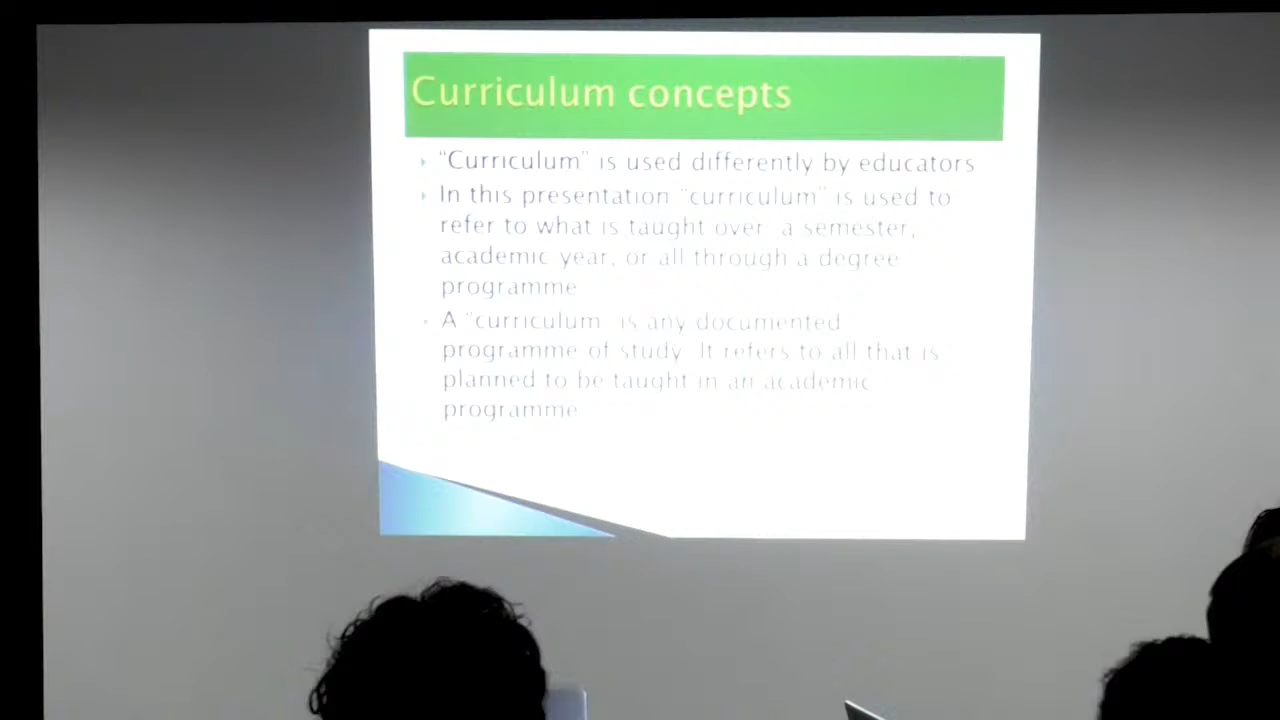 Curriculum concepts
"Curriculum" is used differently by educators
In this presentation "curriculum" is used to
refer to what is taught over a semester,
academic year, or all through a degree
programme
A "curriculum" is any documented
programme of study. It refers to all that is
planned to be taught in an academic
programme